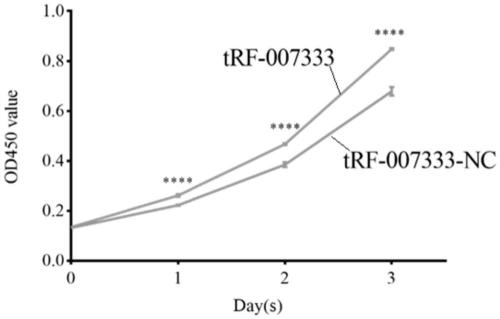 1.0
0.8
0.6
0.4
0.2
0.0
OD450 value
****
****
****
tRF-007333
tRF-007333-NC
0 1 2 3
Day(s)